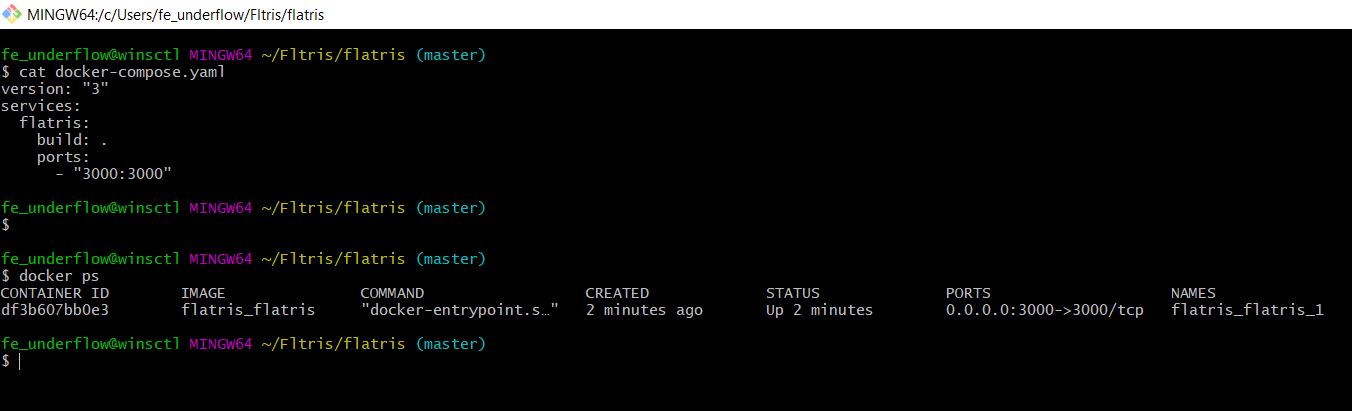 MINGW64:/c/Users/fe_underflow/Fltris/flatris
fe_underflow@winsctl MINGW64 ~/Fltris/flatris (master)
$ cat docker-compose.yaml
version: "3"
services:
  flatris:
    build: .
    ports:
      - "3000:3000"
fe_underflow@winsctl MINGW64 ~/Fltris/flatris (master)
$
fe_underflow@winsctl MINGW64 ~/Fltris/flatris (master)
$ docker ps
CONTAINER ID        IMAGE               COMMAND                  CREATED             STATUS              PORTS                    NAMES
df3b607bb0e3        flatris_flatris     "docker-entrypoint.s…"   2 minutes ago       Up 2 minutes        0.0.0.0:3000->3000/tcp   flatris_flatris_1
fe_underflow@winsctl MINGW64 ~/Fltris/flatris (master)
$